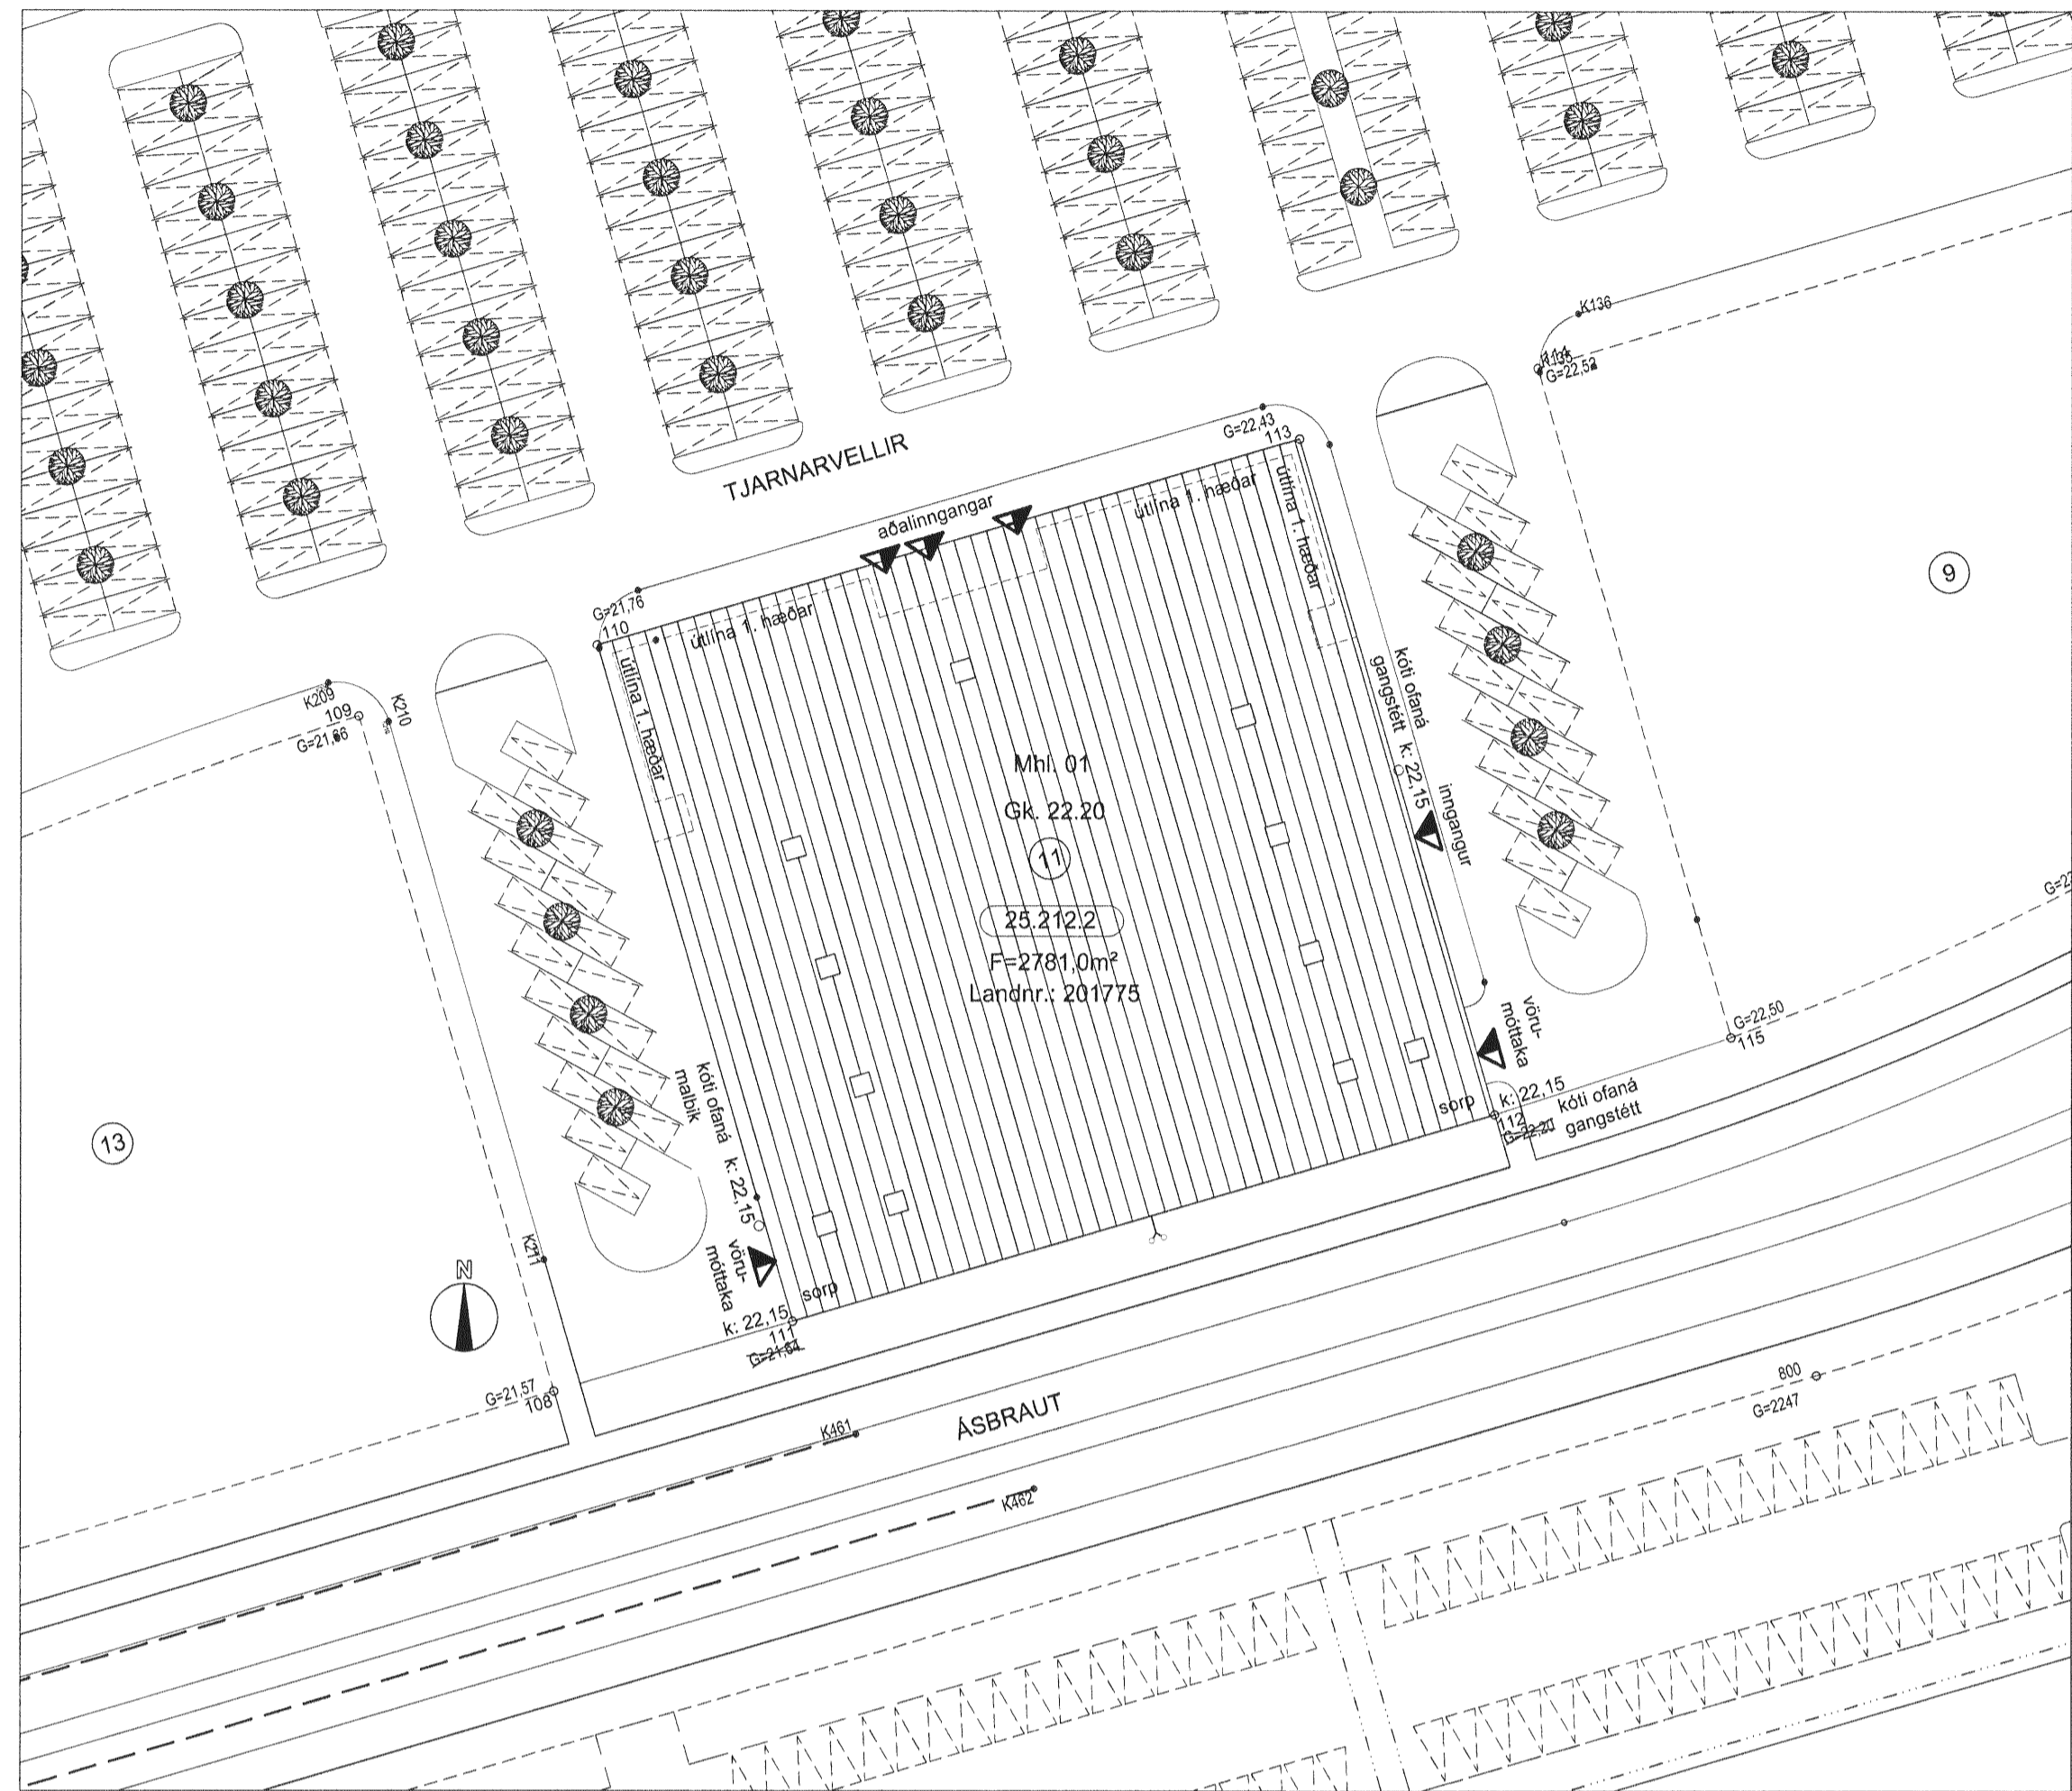 K136
G=22,52
G=22,43
113
TJARNARVELLIR
aðalinngangar
útlína 1. hæðar
útlína 1. hæðar
9
G=21,76
110
útlína 1. hæðar
útlína 1. hæðar
K209
K210
109
kóti ofaná
gangstétt k: 22,15
inngangur
Mhl. 01
Gk. 22.20
11
25.212.2
F=2781,0m²
Landnr.: 201775
vöru-
móttaka
G=22,50
115
kóti ofaná
malbik
k: 22,15
sorp
k: 22,15
112
G=22,20
kóti ofaná
gangstétt
13
K211
N
vöru-
móttaka
sorp
k: 22,15
111
G=21,64
G=21,57
108
800
G=2247
K461
ÁSBRAUT
K462